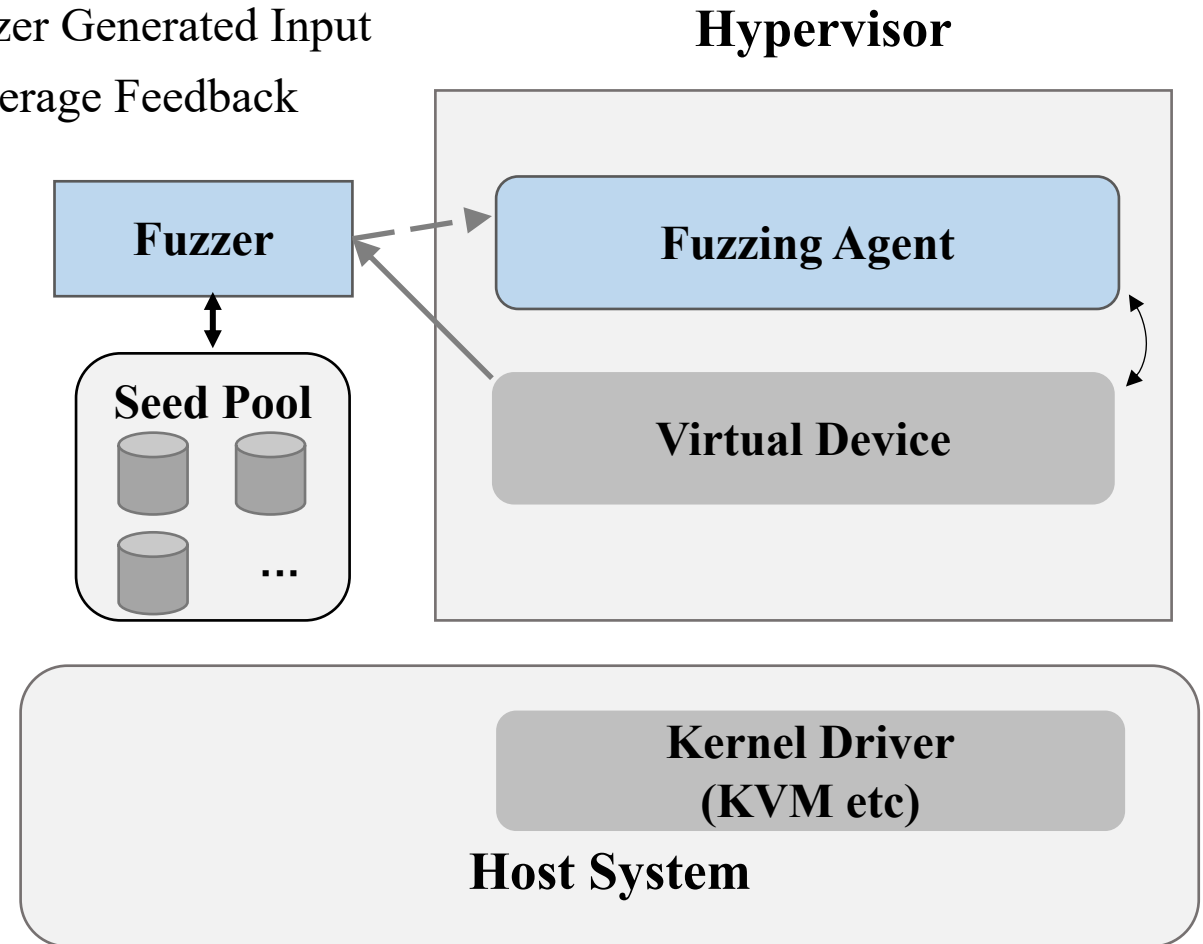 zer Generated Input
erage Feedback
Hypervisor
Fuzzer
Fuzzing Agent
Seed Pool
...
Virtual Device
Kernel Driver
(KVM etc)
Host System